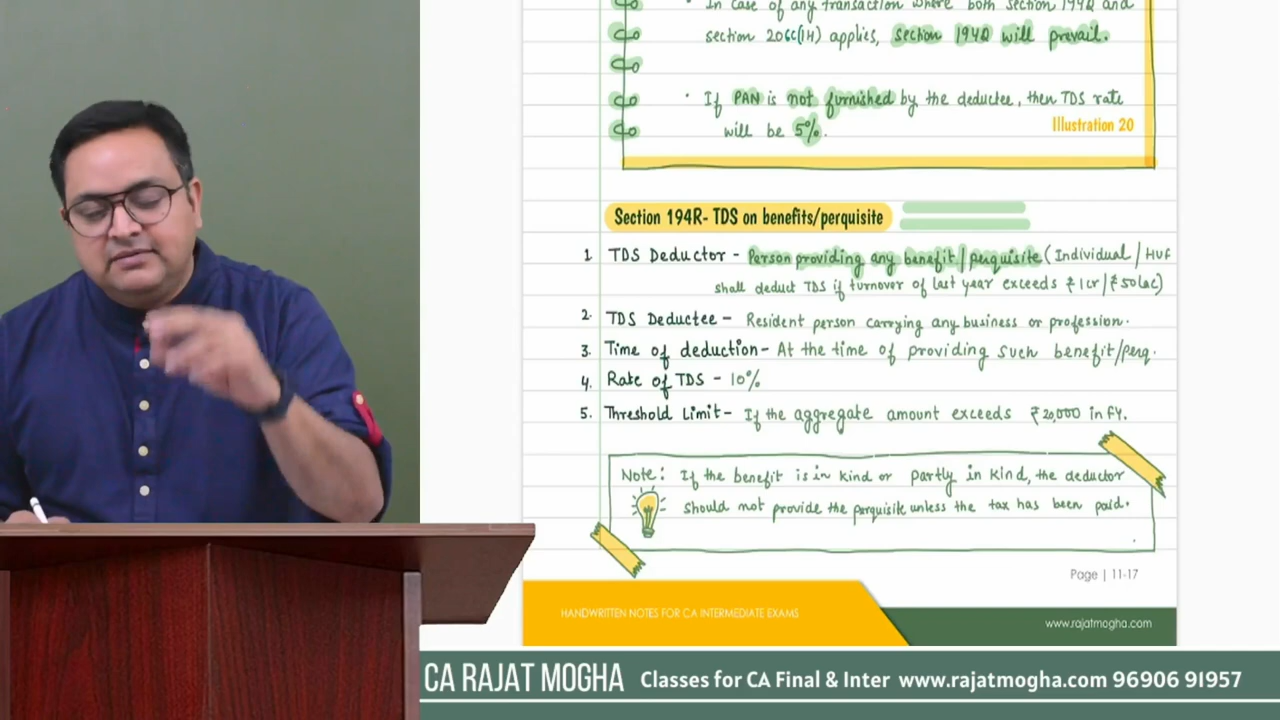 • In case of any transaction where both section 194Q and
section 206C(1H) applies, section 194Q will prevail.
• If PAN is not furnished by the deductee, then TDS rate
will be 5%.
Illustration 20
Section 194R- TDS on benefits/perquisite
1. TDS Deductor - Person providing any benefit/perquisite (Individual/HUF
shall deduct TDS if turnover of last year exceeds ₹1cr/₹50lac)
2. TDS Deductee - Resident person carrying any business or profession.
3. Time of deduction - At the time of providing such benefit/perq.
4. Rate of TDS - 10%
5. Threshold Limit - If the aggregate amount exceeds ₹20,000 in FY.
Note: If the benefit is in kind or partly in kind, the deductor
should not provide the perquisite unless the tax has been paid.
Page | 11-17
HANDWRITTEN NOTES FOR CA INTERMEDIATE EXAMS
www.rajatmogha.com
CA RAJAT MOGHA Classes for CA Final & Inter www.rajatmogha.com 96906 91957